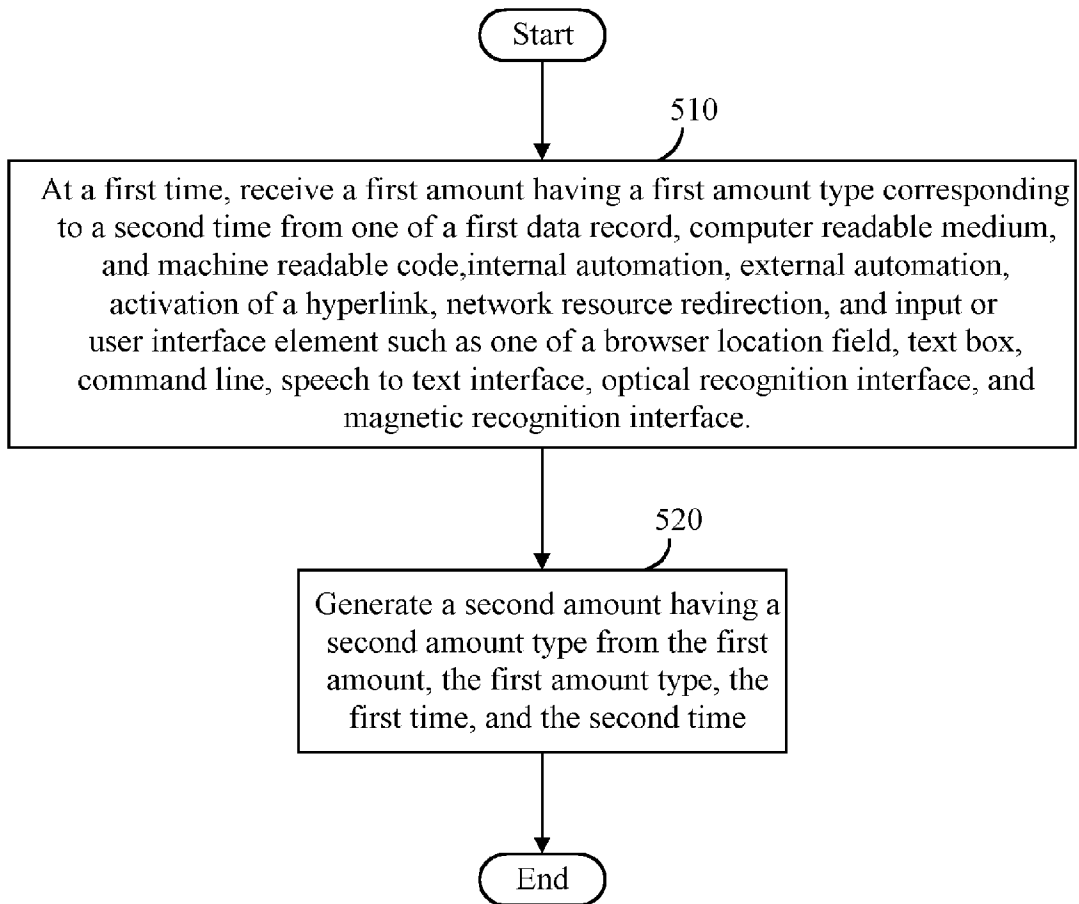 Start
510
At a first time, receive a first amount having a first amount type corresponding
to a second time from one of a first data record, computer readable medium,
and machine readable code,internal automation, external automation,
activation of a hyperlink, network resource redirection, and input or
user interface element such as one of a browser location field, text box,
command line, speech to text interface, optical recognition interface, and
magnetic recognition interface.
520
Generate a second amount having a
second amount type from the first
amount, the first amount type, the
first time, and the second time
End